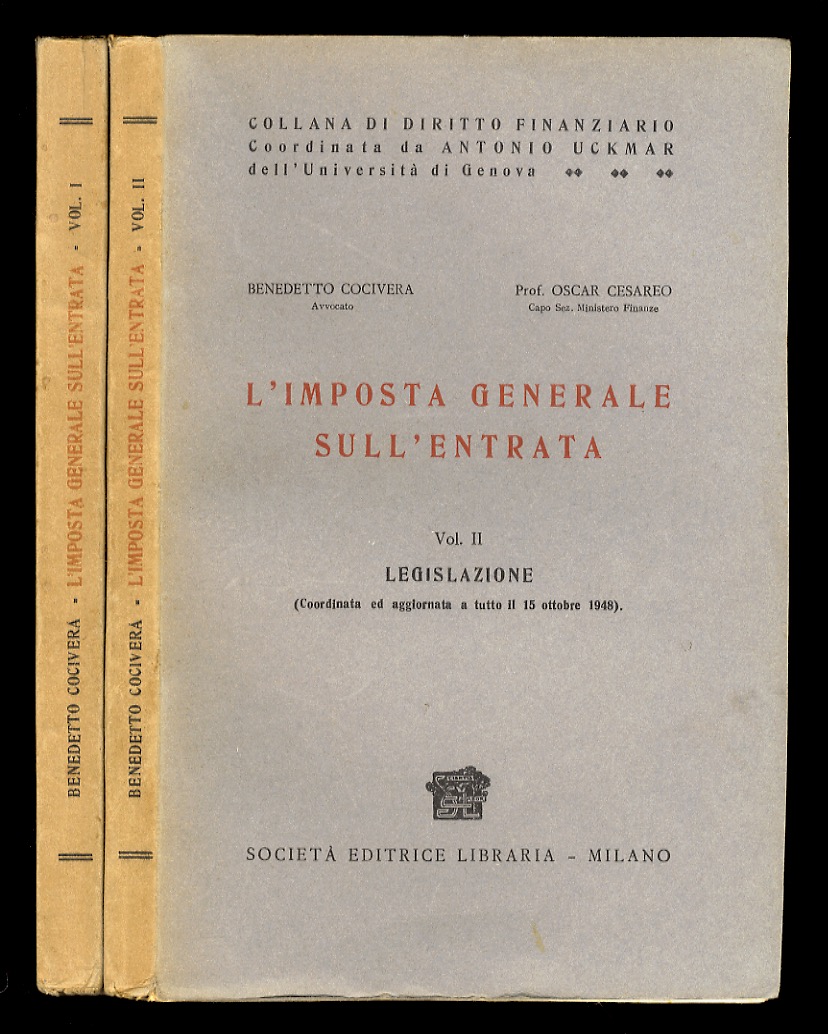 BENEDETTO COCIVERA - L'IMPOSTA GENERALE SULL'ENTRATA - VOL. I
BENEDETTO COCIVERA - L'IMPOSTA GENERALE SULL'ENTRATA - VOL. II
COLLANA DI DIRITTO FINANZIARIO
Coordinata da ANTONIO UCKMAR
dell'Università di Genova
BENEDETTO COCIVERA
Avvocato
Prof. OSCAR CESAREO
Capo Sez. Ministero Finanze
L'IMPOSTA GENERALE
SULL'ENTRATA
Vol. II
LEGISLAZIONE
(Coordinata ed aggiornata a tutto il 15 ottobre 1948).
SOCIETÀ EDITRICE LIBRARIA - MILANO